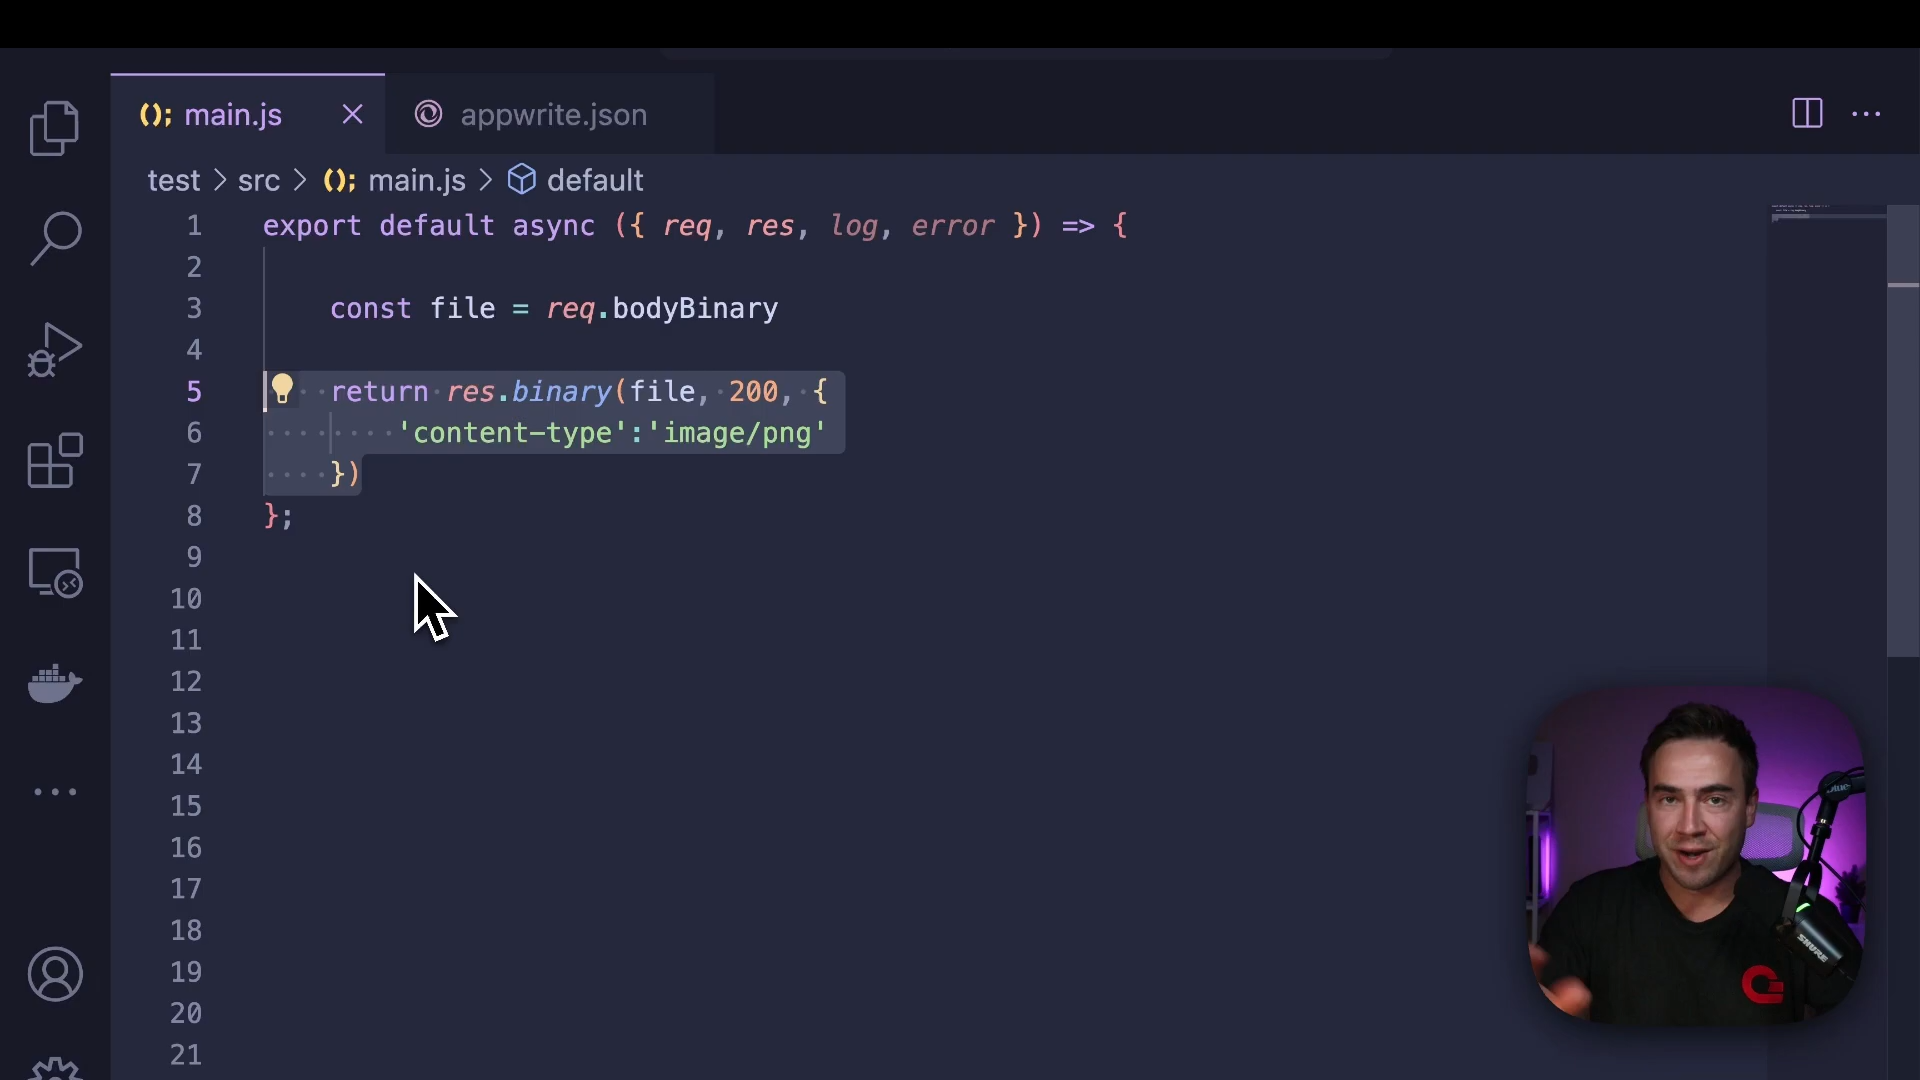 main.js
appwrite.json
test > src > main.js > default
1 export default async ({ req, res, log, error }) => {
2
3 const file = req.bodyBinary
4
5 return res.binary(file, 200, {
6 'content-type':'image/png'
7 })
8 };
9
10
11
12
13
14
15
16
17
18
19
20
21
blue
SHURE